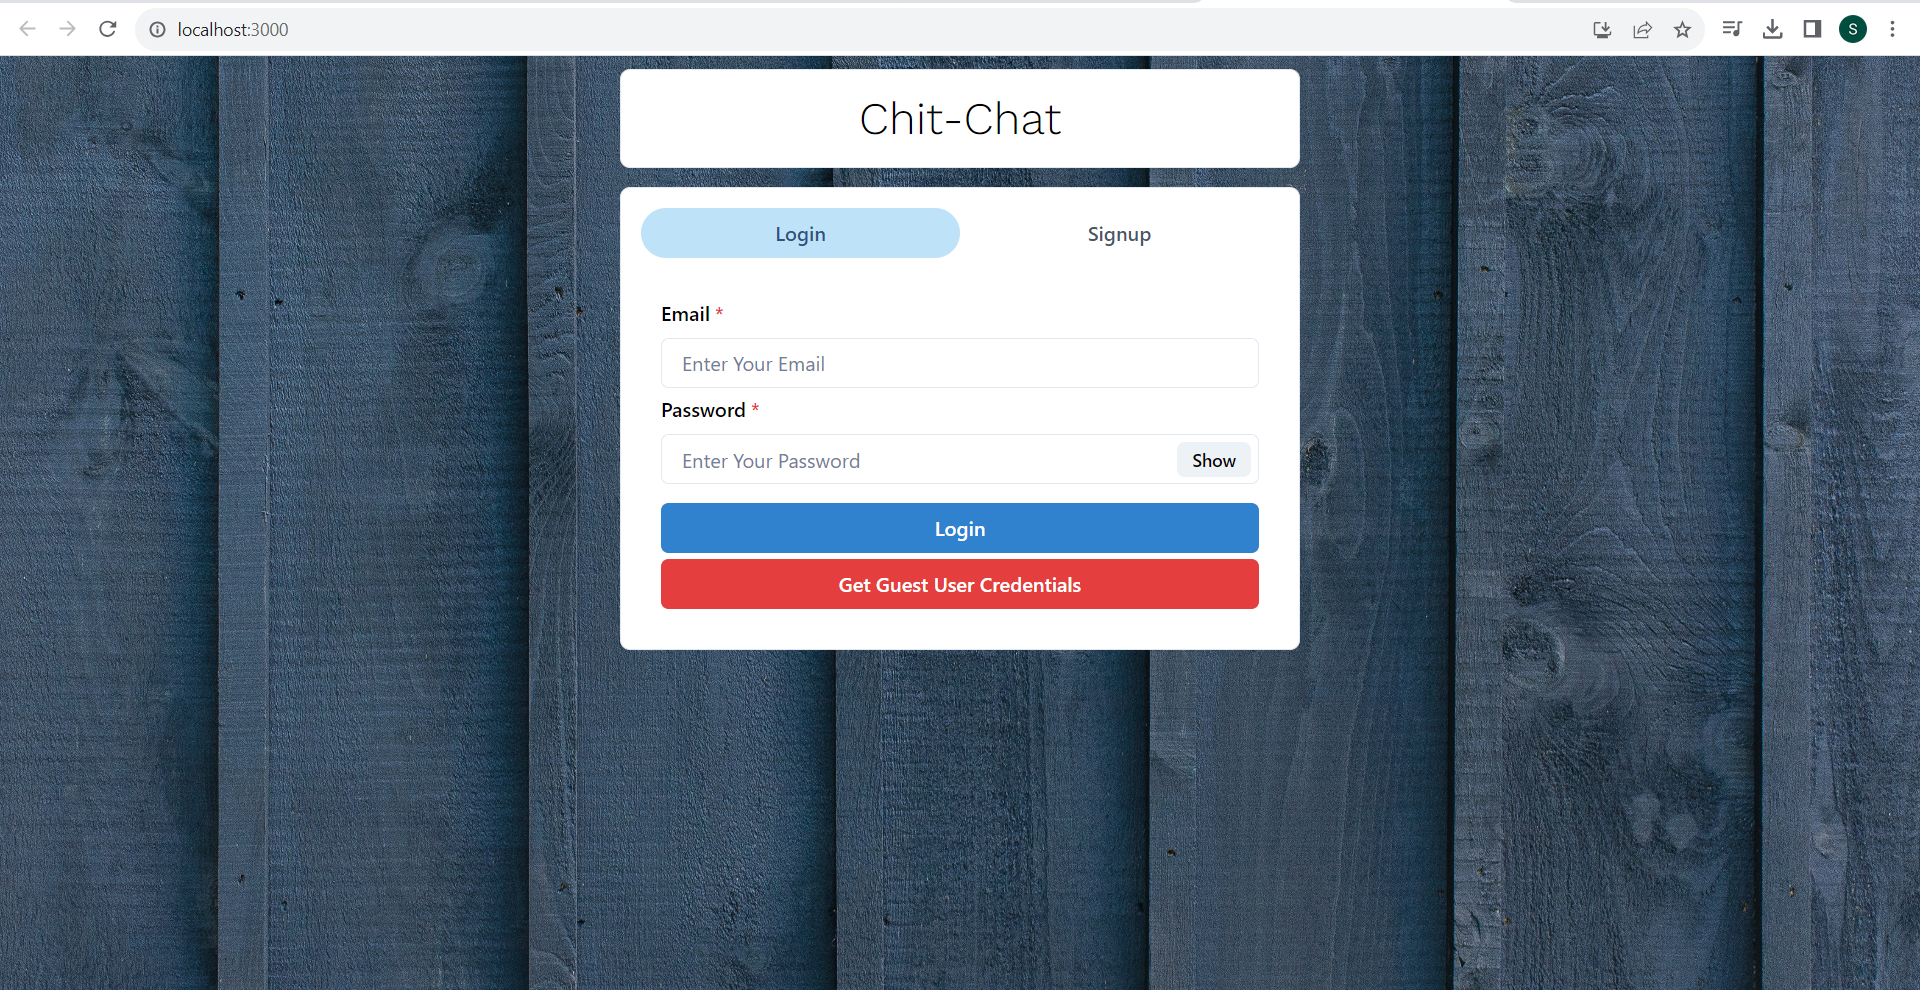 localhost:3000
S
Chit-Chat
Login
Signup
Email *
Enter Your Email
Password *
Enter Your Password
Show
Login
Get Guest User Credentials